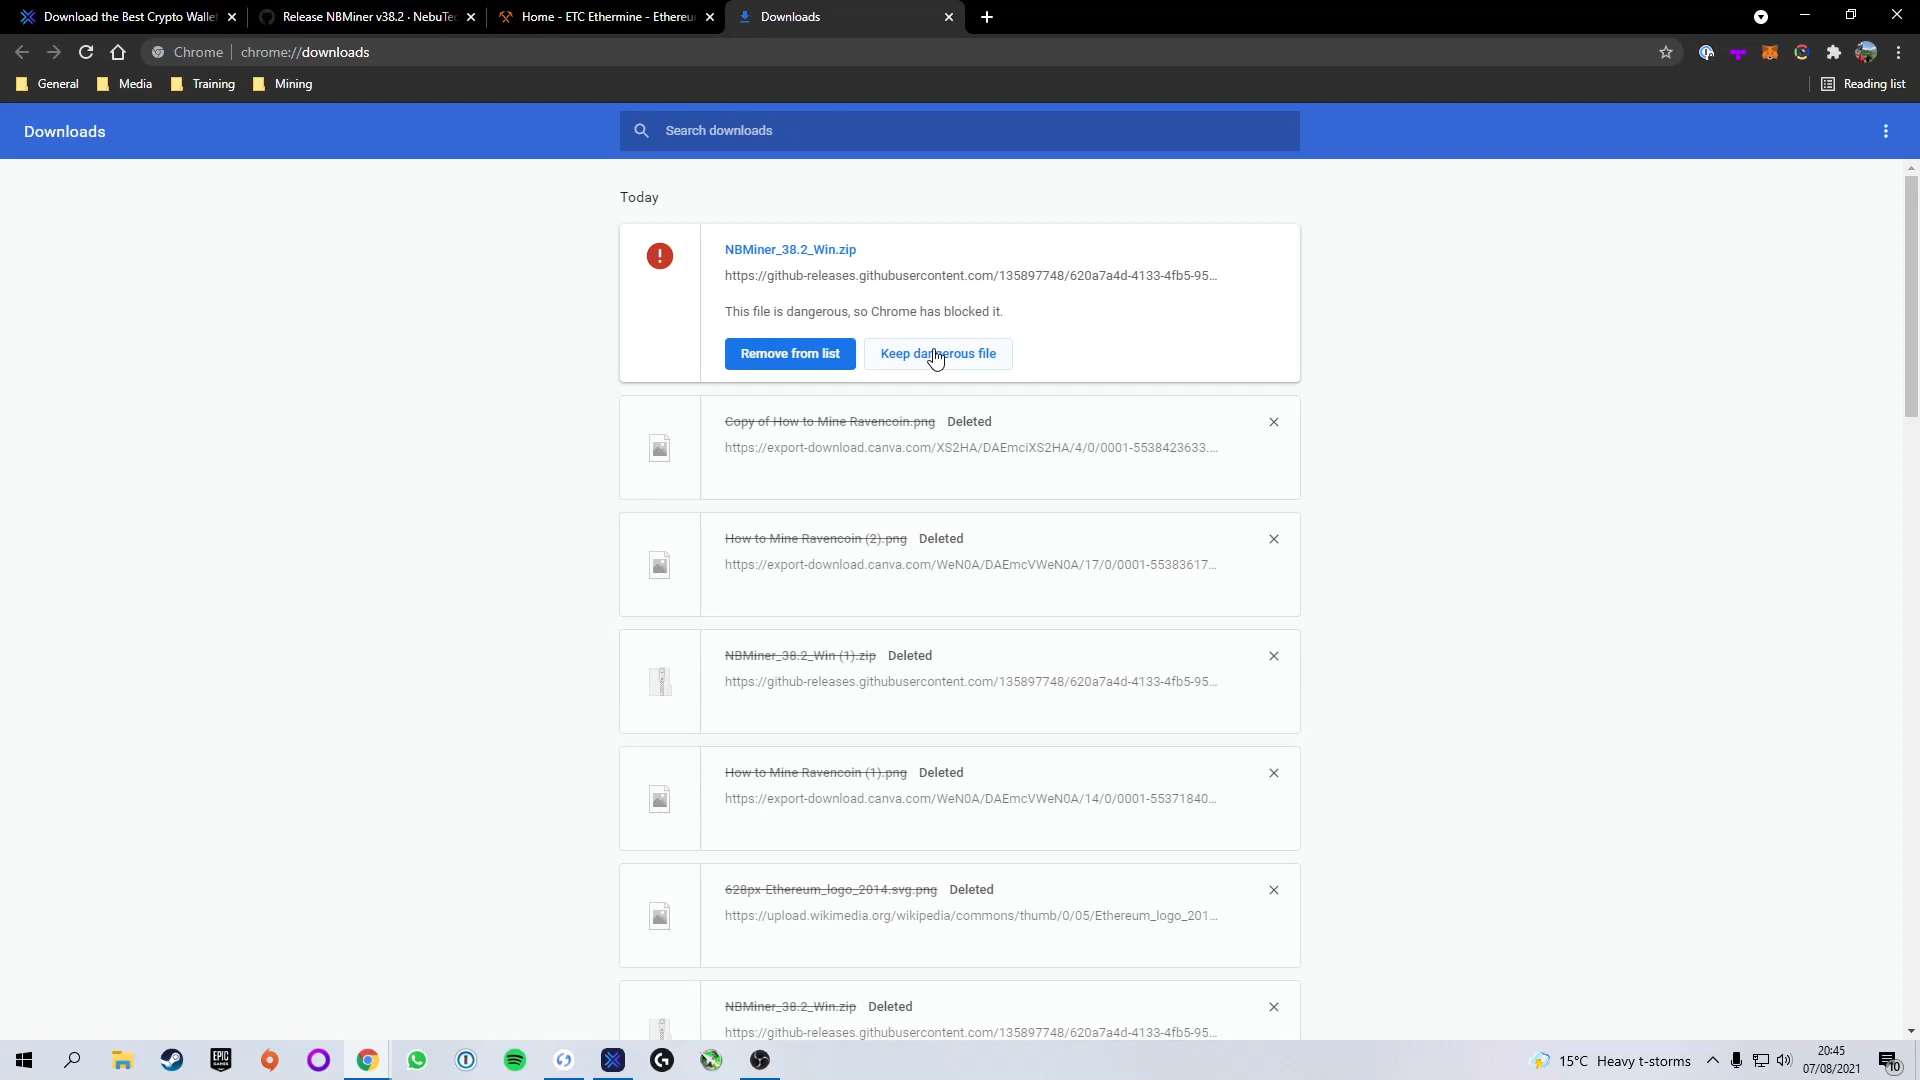 Download the Best Crypto Walle
Release NBMiner v38.2 · NebuTec
Home - ETC Ethermine - Ethereu
Downloads
Chrome
chrome://downloads
General
Media
Training
Mining
Reading list
Downloads
Search downloads
Today
NBMiner_38.2_Win.zip
https://github-releases.githubusercontent.com/135897748/620a7a4d-4133-4fb5-95...
This file is dangerous, so Chrome has blocked it.
Remove from list
Keep dangerous file
Copy of How to Mine Ravencoin.png Deleted
https://export-download.canva.com/XS2HA/DAEmciXS2HA/4/0/0001-5538423633....
How to Mine Ravencoin (2).png Deleted
https://export-download.canva.com/WeN0A/DAEmcVWeN0A/17/0/0001-55383617...
NBMiner_38.2_Win (1).zip Deleted
https://github-releases.githubusercontent.com/135897748/620a7a4d-4133-4fb5-95...
How to Mine Ravencoin (1).png Deleted
https://export-download.canva.com/WeN0A/DAEmcVWeN0A/14/0/0001-55371840...
628px-Ethereum_logo_2014.svg.png Deleted
https://upload.wikimedia.org/wikipedia/commons/thumb/0/05/Ethereum_logo_201...
NBMiner_38.2_Win.zip Deleted
https://github-releases.githubusercontent.com/135897748/620a7a4d-4133-4fb5-95...
EPIC
GAMES
15°C Heavy t-storms
20:45
07/08/2021
10